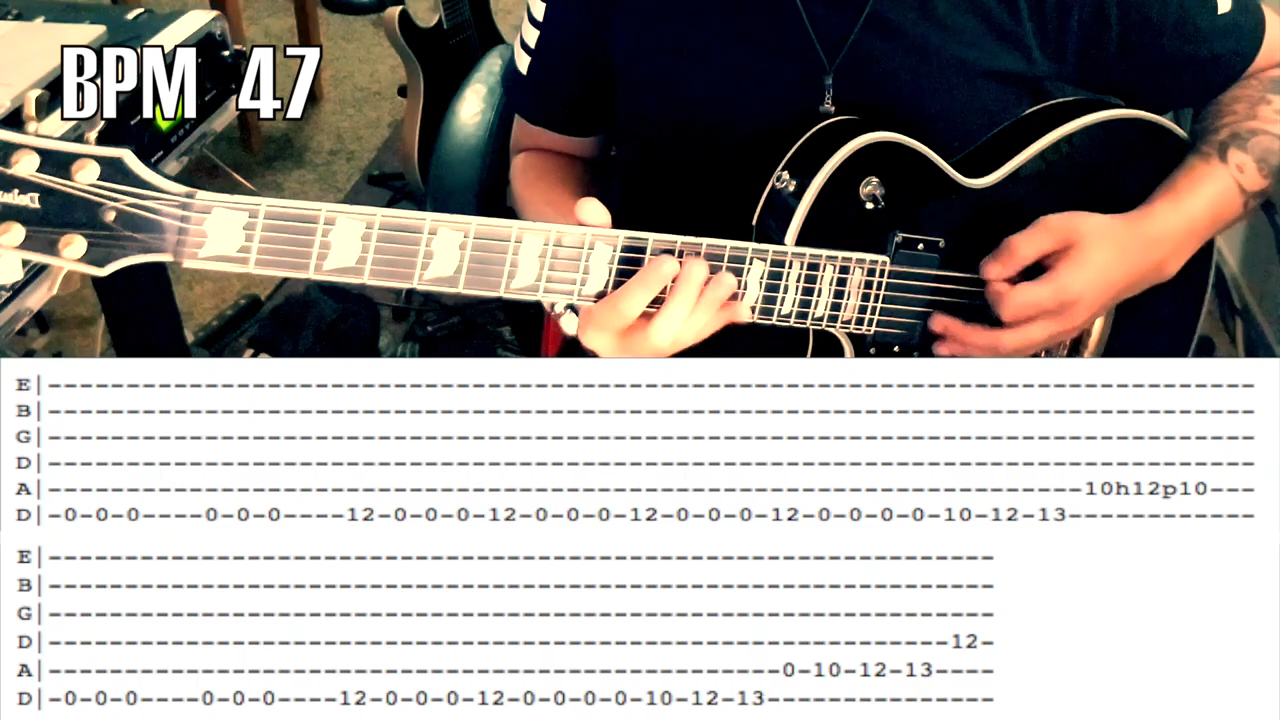 BPM 47
E|-----------------------------------------------------------------------------
B|-----------------------------------------------------------------------------
G|-----------------------------------------------------------------------------
D|-----------------------------------------------------------------------------
A|------------------------------------------------------------------10h12p10---
D|-0-0-0----0-0-0----12-0-0-0-12-0-0-0-12-0-0-0-12-0-0-0-0-10-12-13------------
E|--------------------------------------------------------------
B|--------------------------------------------------------------
G|--------------------------------------------------------------
D|-----------------------------------------------------------12-
A|------------------------------------------------0-10-12-13----
D|-0-0-0----0-0-0----12-0-0-0-12-0-0-0-0-10-12-13---------------